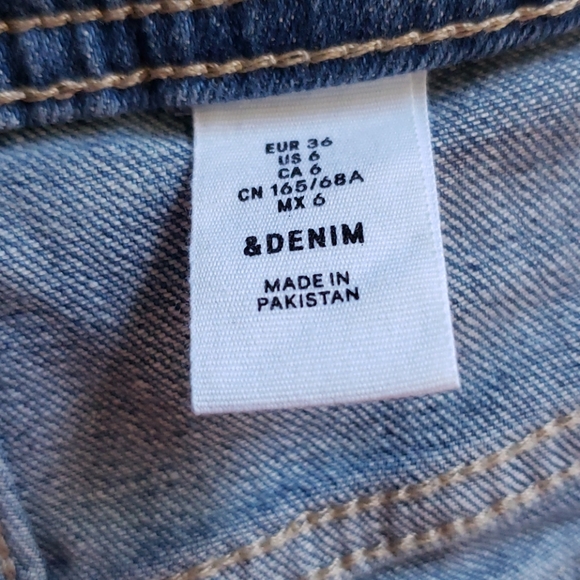 EUR 36
US 6
CA 6
CN 165/68A
MX 6
&DENIM
MADE IN
PAKISTAN